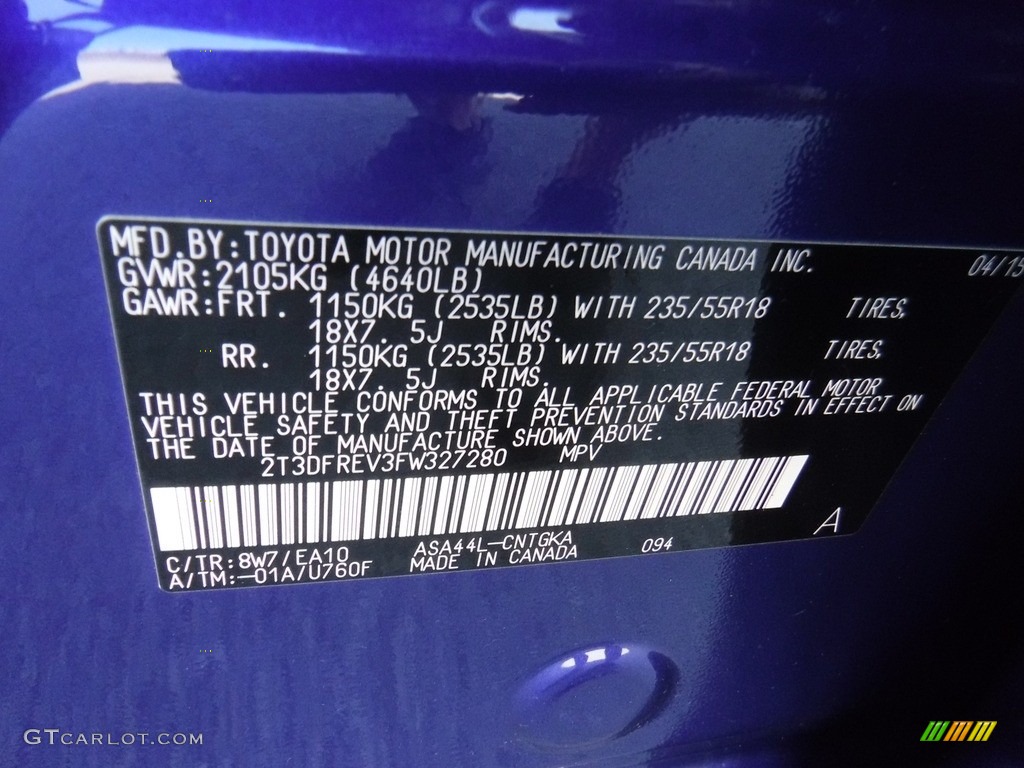 MFD.BY:TOYOTA MOTOR MANUFACTURING CANADA INC. 04/15
GVWR:2105KG (4640LB)
GAWR:FRT. 1150KG (2535LB) WITH 235/55R18 TIRES,
18X7. 5J RIMS.
RR. 1150KG (2535LB) WITH 235/55R18 TIRES,
18X7. 5J RIMS.
THIS VEHICLE CONFORMS TO ALL APPLICABLE FEDERAL MOTOR
VEHICLE SAFETY AND THEFT PREVENTION STANDARDS IN EFFECT ON
THE DATE OF MANUFACTURE SHOWN ABOVE.
2T3DFREV3FW327280 MPV
A
C/TR:8W7/EA10 ASA44L-CNTGKA 094
A/TM:-01A/U760F MADE IN CANADA
GTCARLOT.COM